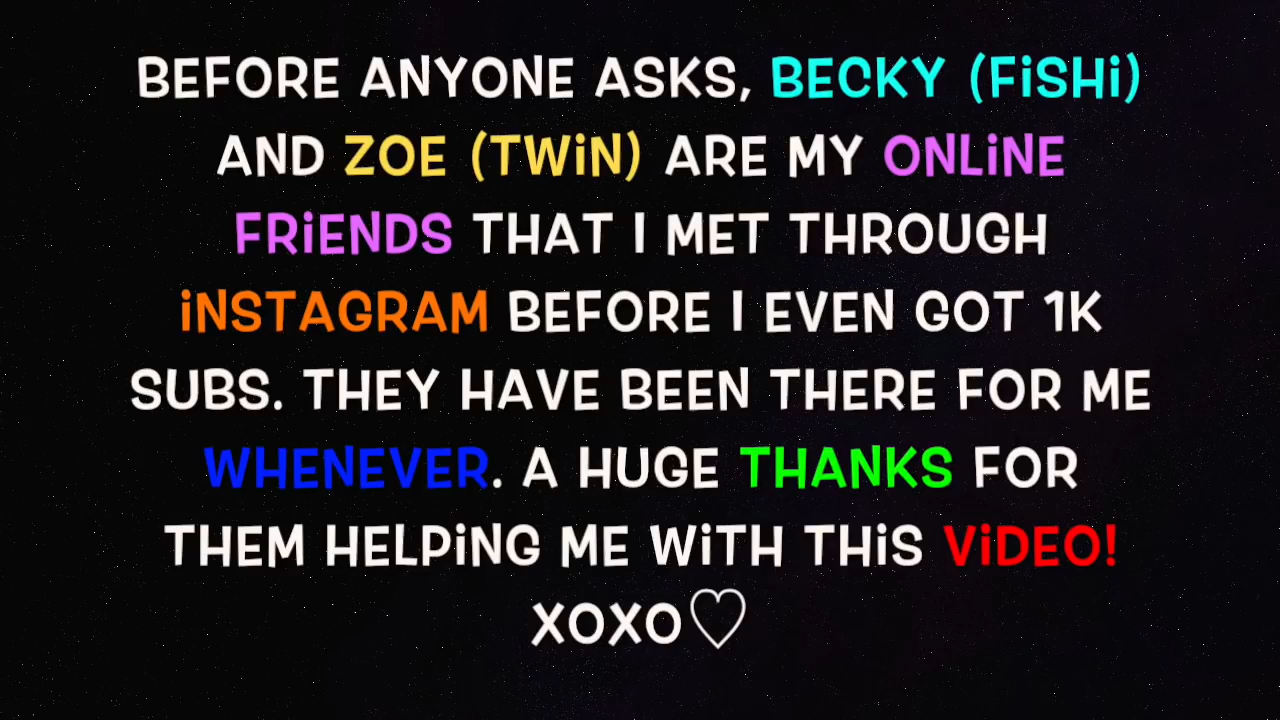 BEFORE ANYONE ASKS, BECKY (FiSHi)
AND ZOE (TWiN) ARE MY ONLiNE
FRiENDS THAT I MET THROUGH
iNSTAGRAM BEFORE I EVEN GOT 1K
SUBS. THEY HAVE BEEN THERE FOR ME
WHENEVER. A HUGE THANKS FOR
THEM HELPiNG ME WiTH THiS ViDEO!
XOXO♡